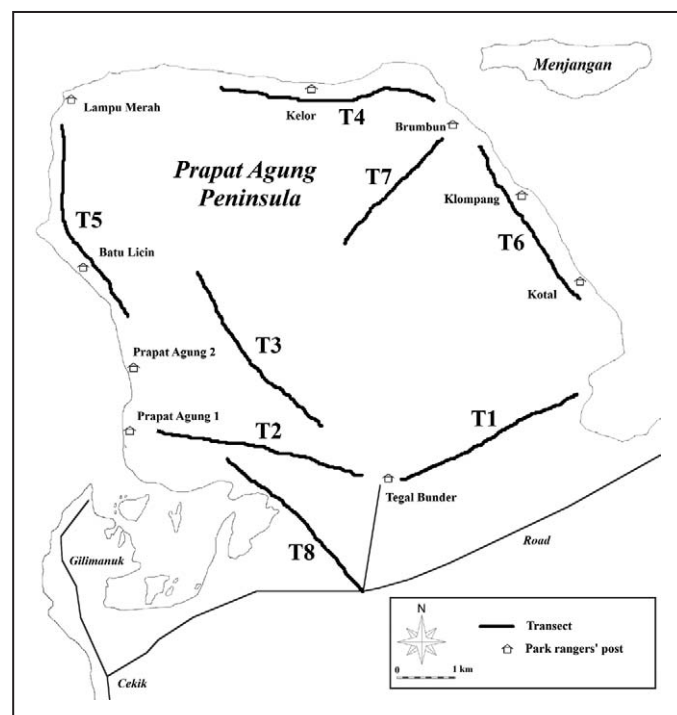 Menjangan
Lampu Merah
Kelor
T4
Brumbun
Prapat Agung
Peninsula
T7
Klompang
T5
T6
Batu Licin
Kotal
T3
Prapat Agung 2
Prapat Agung 1
T2
T1
Tegal Bunder
T8
Road
Gilimanuk
Cekik
N
Transect
Park rangers' post
0 1 km